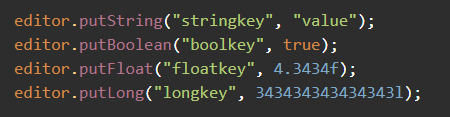 editor.putString("stringkey", "value");
editor.putBoolean("boolkey", true);
editor.putFloat("floatkey", 4.3434f);
editor.putLong("longkey", 343434343434343l);